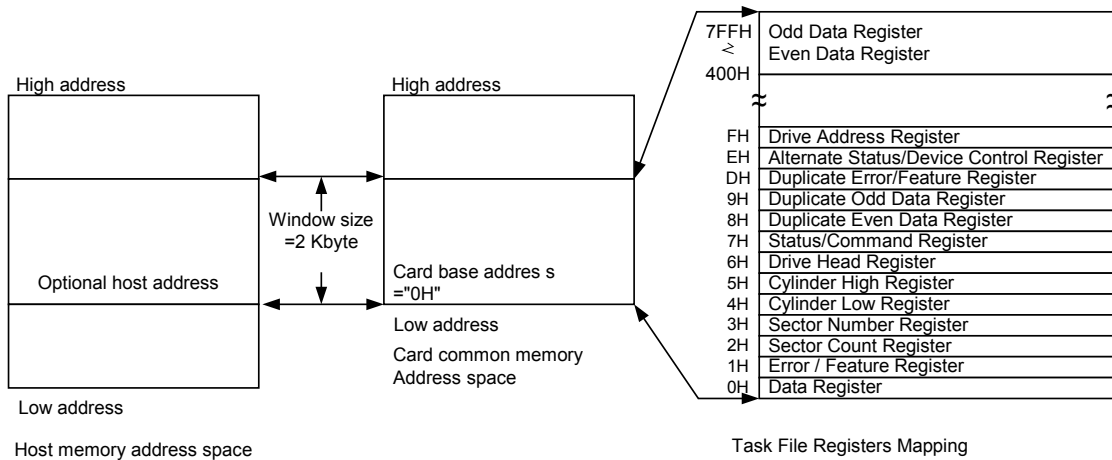 High address
Optional host address
Low address
Host memory address space
Window size
=2 Kbyte
High address
Card base addres s
="0H"
Low address
Card common memory
Address space
7FFH Odd Data Register
≀ Even Data Register
400H
≈ ≈
FH Drive Address Register
EH Alternate Status/Device Control Register
DH Duplicate Error/Feature Register
9H Duplicate Odd Data Register
8H Duplicate Even Data Register
7H Status/Command Register
6H Drive Head Register
5H Cylinder High Register
4H Cylinder Low Register
3H Sector Number Register
2H Sector Count Register
1H Error / Feature Register
0H Data Register
Task File Registers Mapping